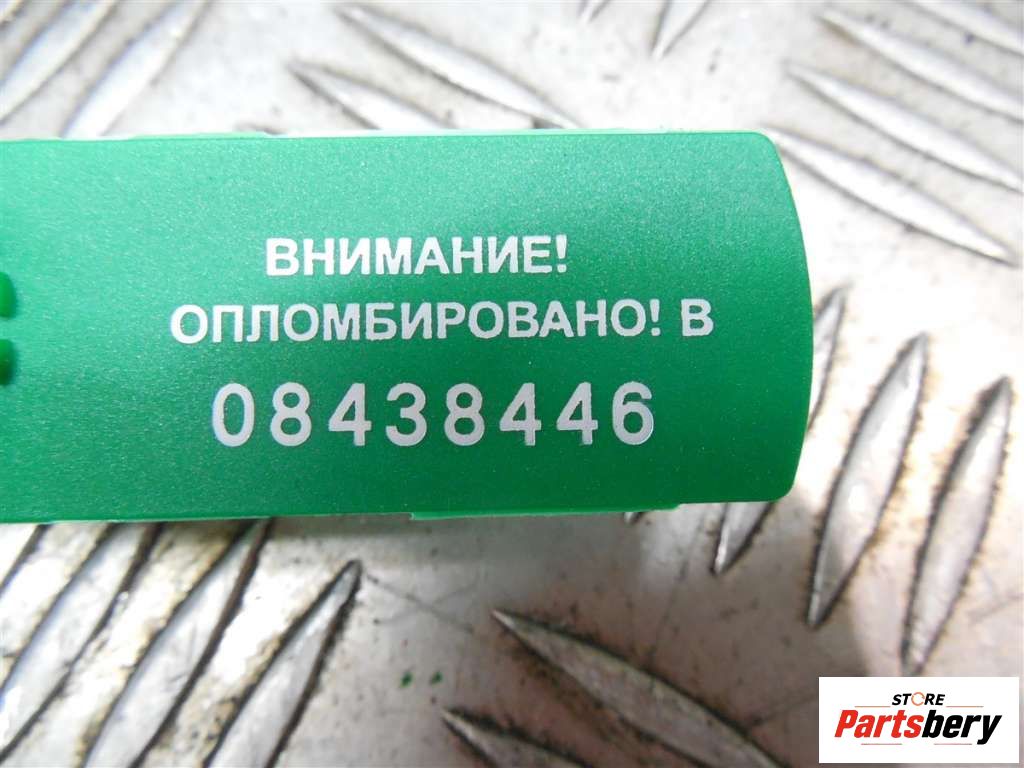 ВНИМАНИЕ!
ОПЛОМБИРОВАНО! В
08438446
STORE
Partsbery